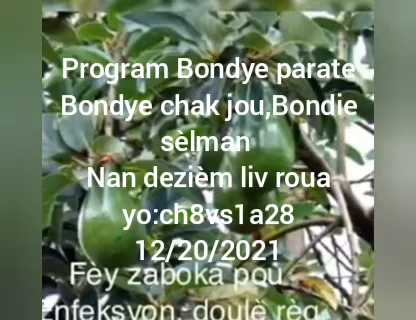 Program Bondye parate
Bondye chak jou,Bondie
sèlman
Nan dezièm liv roua
yo:ch8vs1a28
12/20/2021
Fèy zaboka pou
Enfeksyon, doulè règ